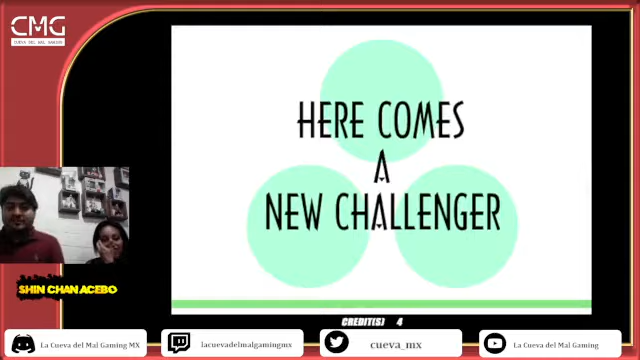 CMG
CUEVA DEL MAL GAMING
HERE COMES
A
NEW CHALLENGER
SHIN CHAN ACEBO
CREDIT(S) 4
La Cueva del Mal Gaming MX
lacuevadelmalgamingmx
cueva_mx
La Cueva del Mal Gaming